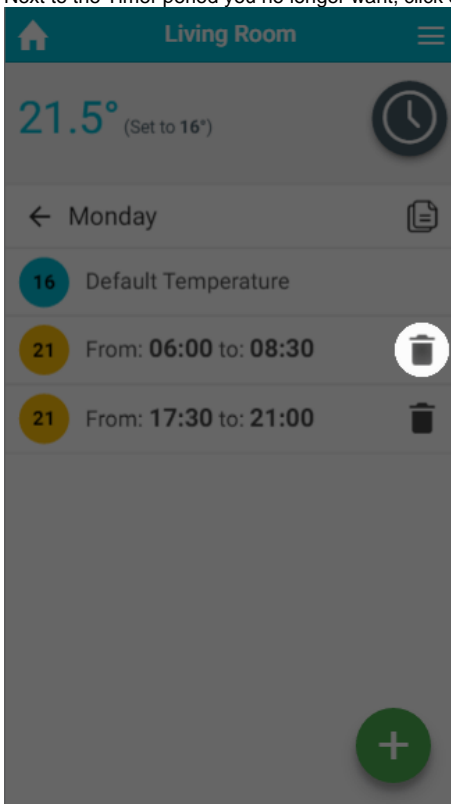 Next to the Timer period you no longer want, click
Living Room
21.5° (Set to 16°)
Monday
16 Default Temperature
21 From: 06:00 to: 08:30
21 From: 17:30 to: 21:00
+